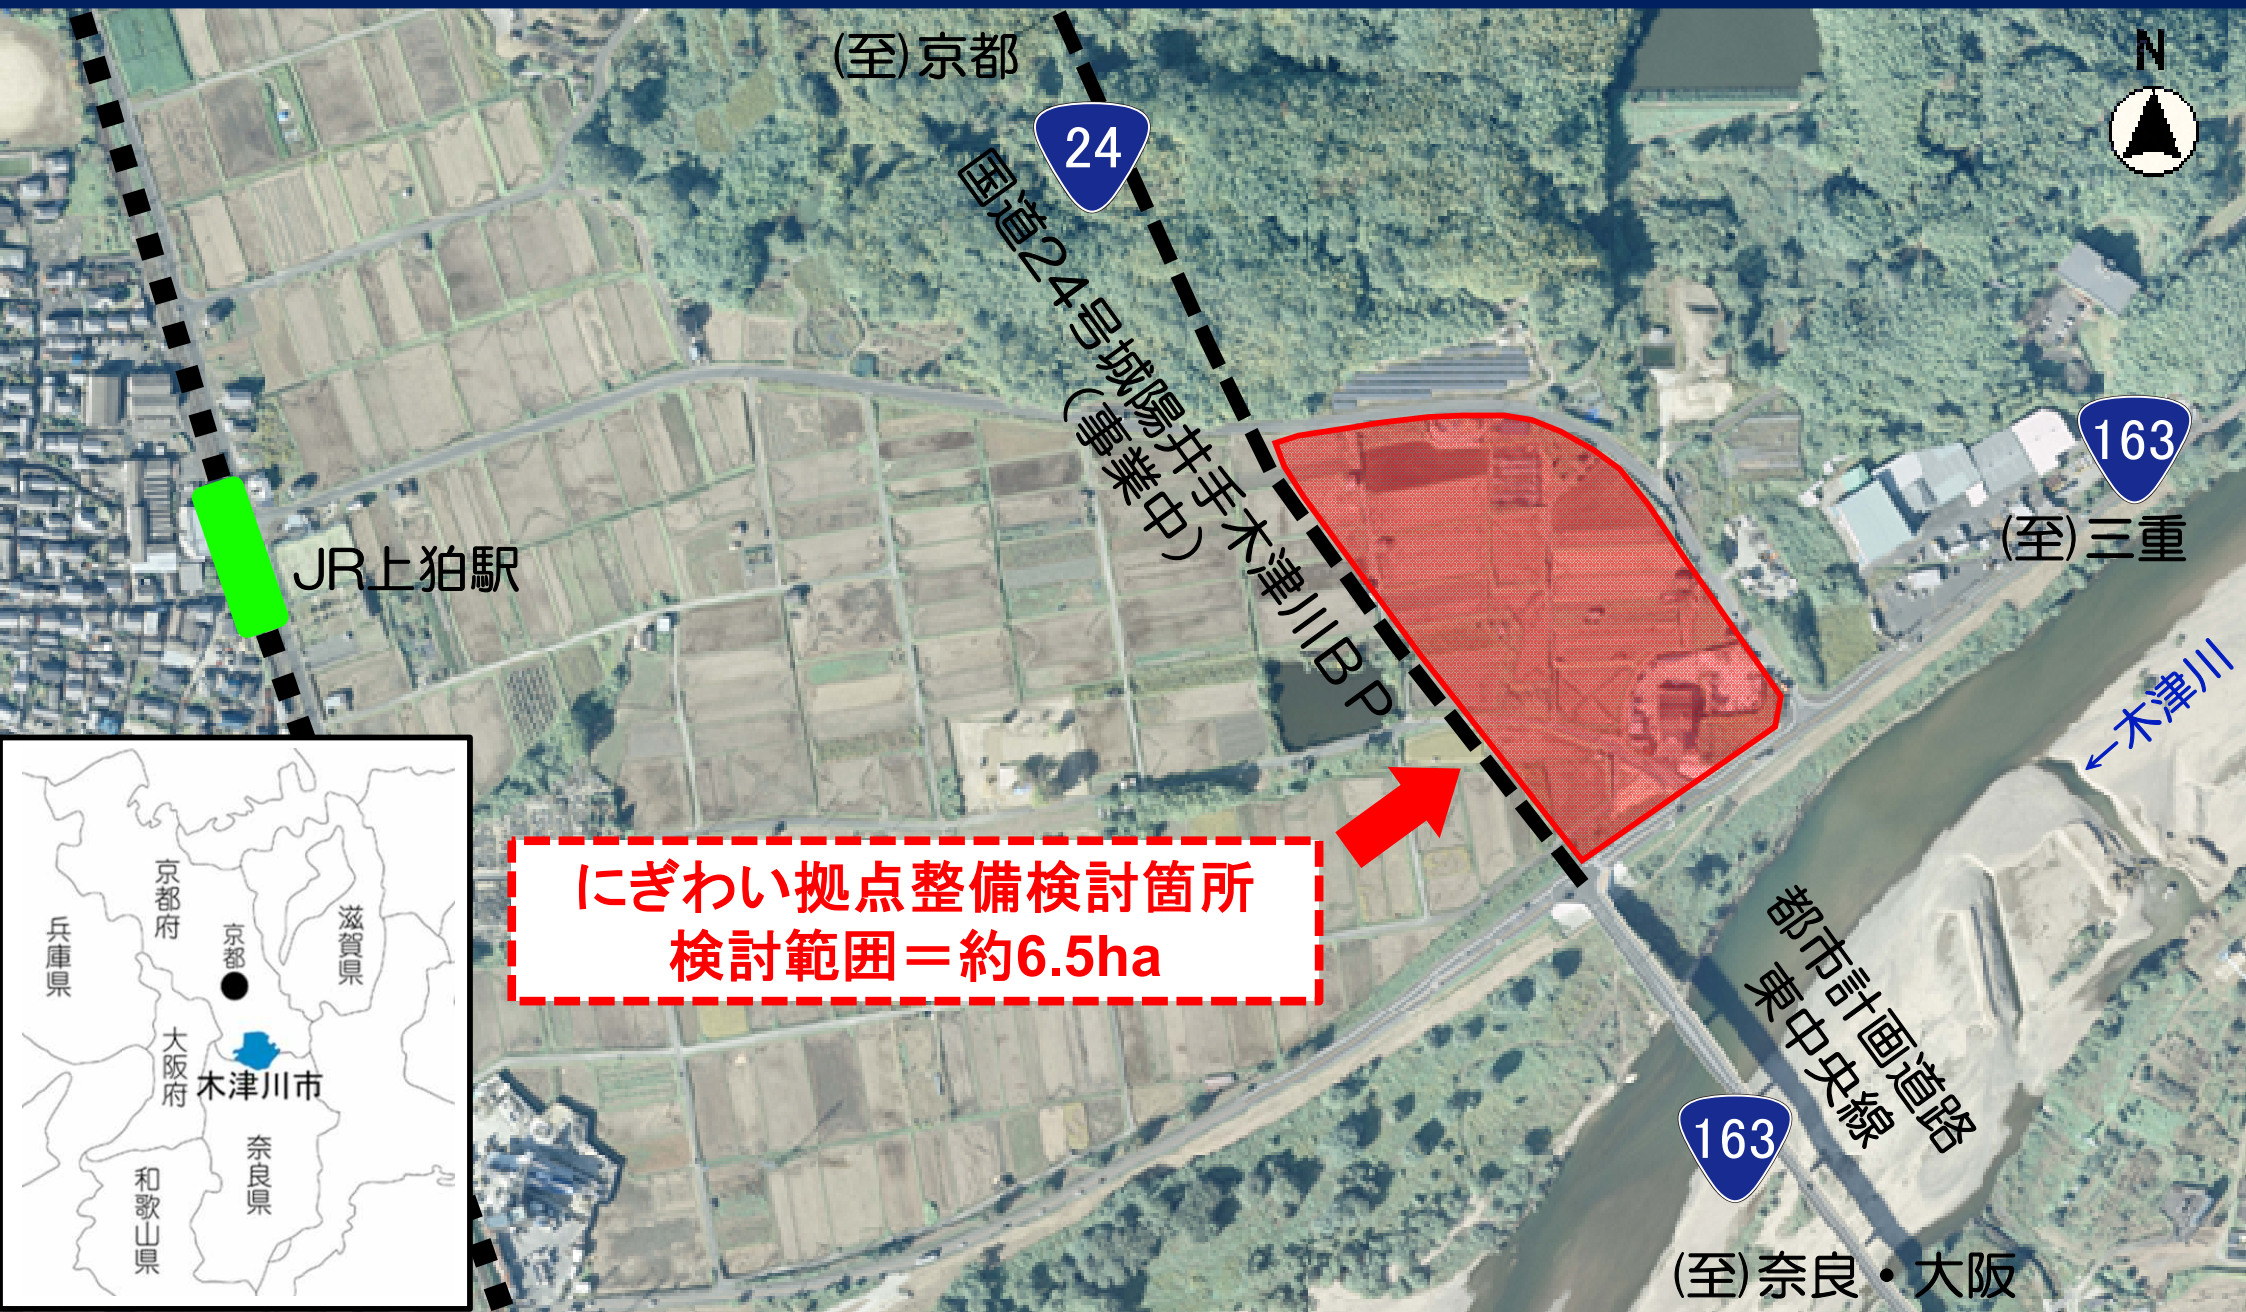 (至)京都
N
24
国道24号城陽井手木津川BP
(事業中)
163
(至)三重
JR上狛駅
←木津川
にぎわい拠点整備検討箇所
検討範囲=約6.5ha
都市計画道路
東中央線
163
(至)奈良・大阪
京都府
兵庫県
京都
滋賀県
大阪府
木津川市
奈良県
和歌山県